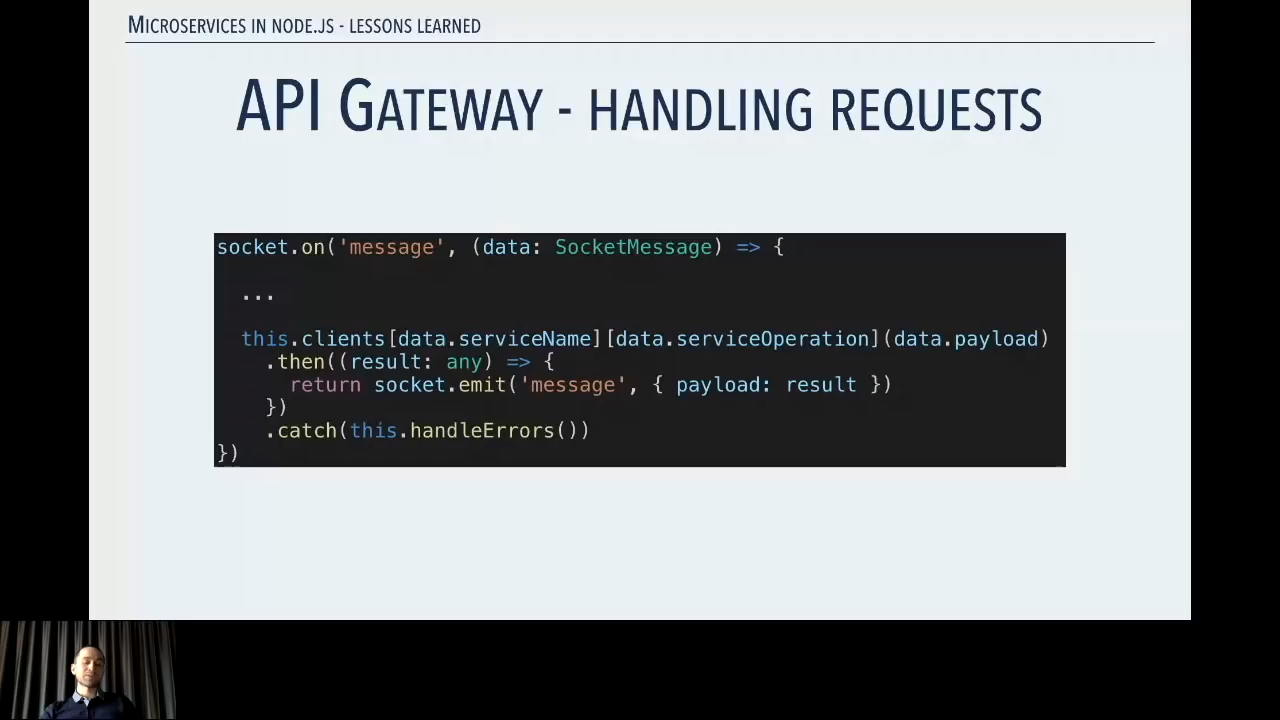 MICROSERVICES IN NODE.JS - LESSONS LEARNED
API GATEWAY - HANDLING REQUESTS
socket.on('message', (data: SocketMessage) => {
  ...
  this.clients[data.serviceName][data.serviceOperation](data.payload)
    .then((result: any) => {
      return socket.emit('message', { payload: result })
    })
    .catch(this.handleErrors())
})